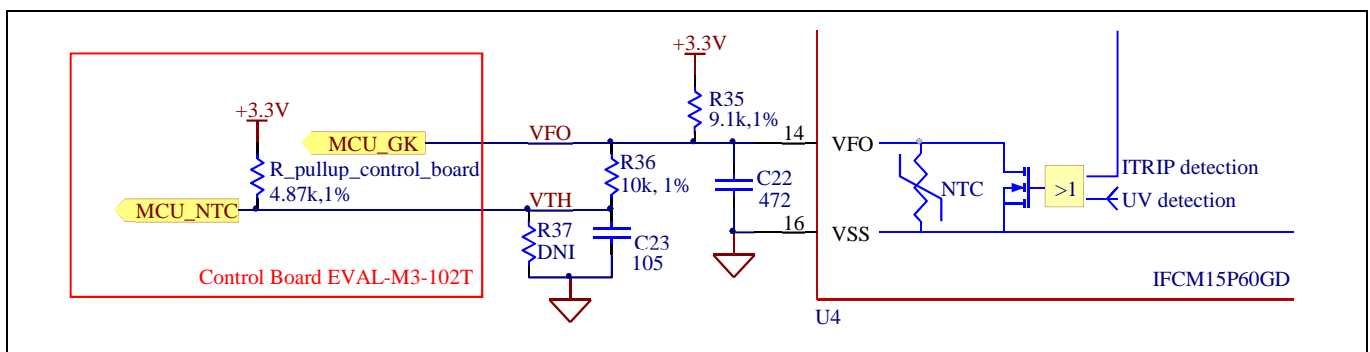 +3.3V
R35
9.1k,1%
+3.3V
MCU_GK
VFO
14
VFO
R_pullup_control_board
4.87k,1%
R36
10k, 1%
C22
472
NTC
>1
ITRIP detection
UV detection
MCU_NTC
VTH
R37
DNI
C23
105
16
VSS
Control Board EVAL-M3-102T
IFCM15P60GD
U4